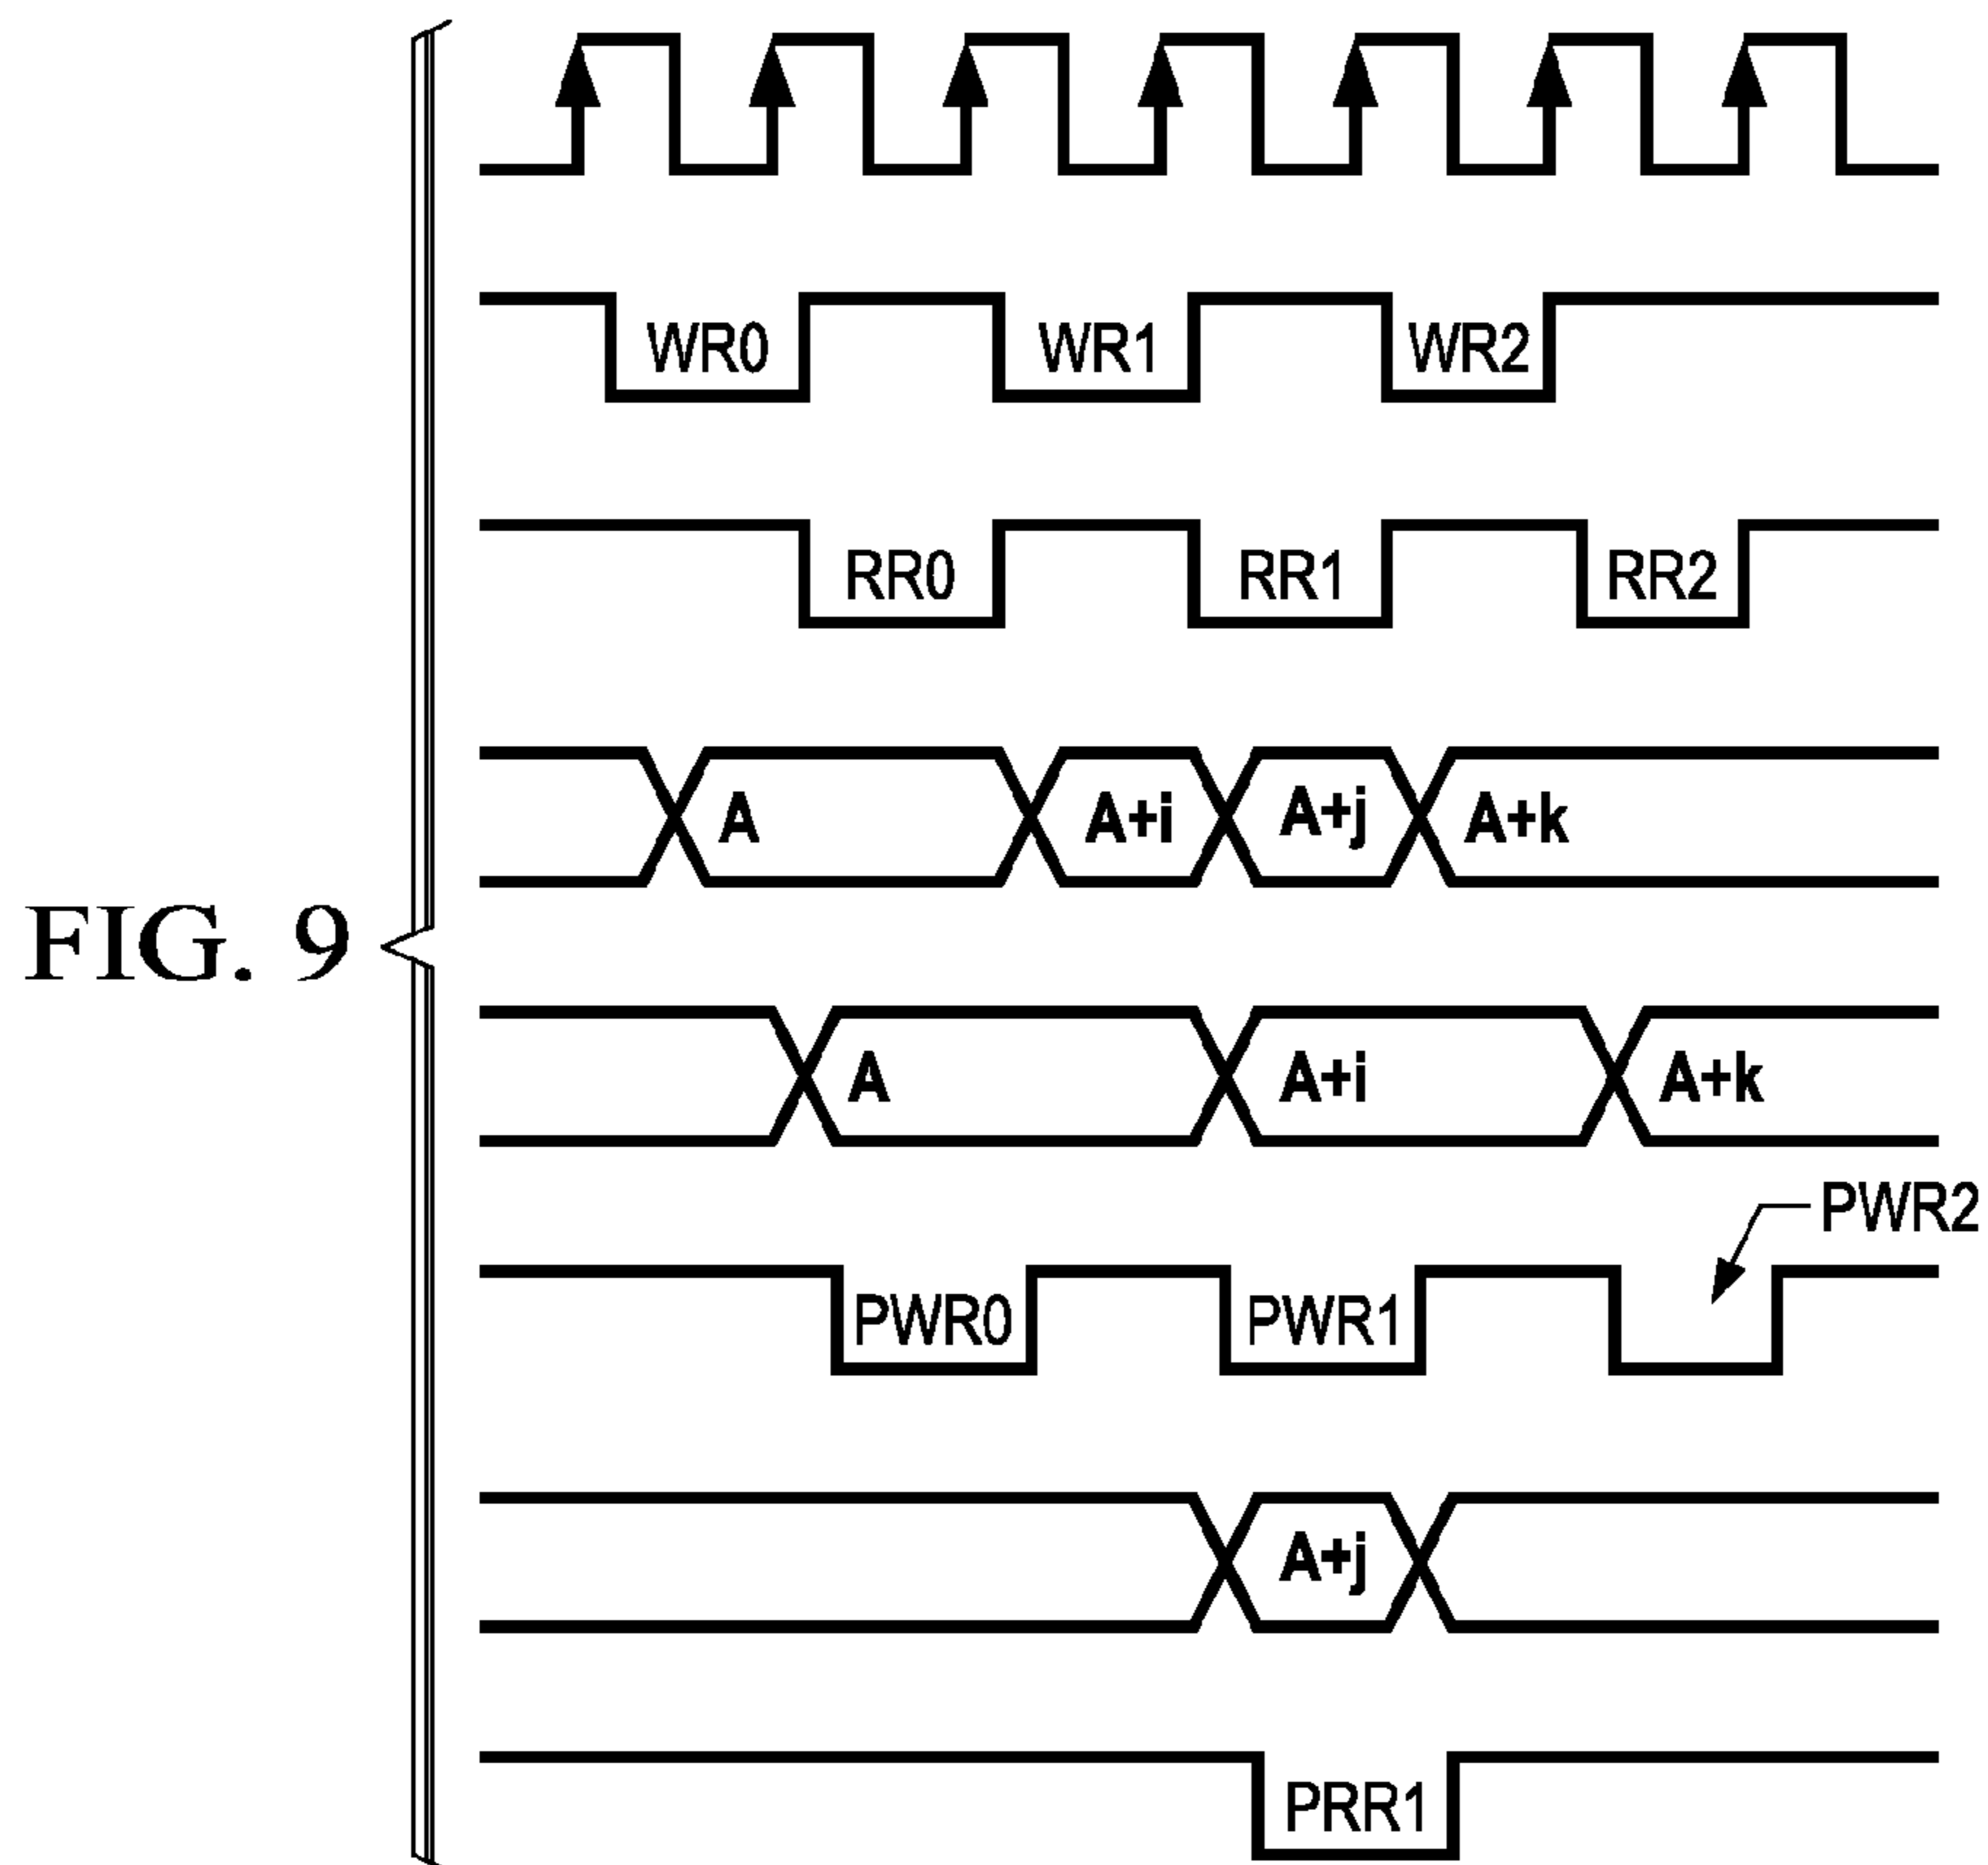 WR0 WR1 WR2
RR0 RR1 RR2
A A+i A+j A+k
FIG. 9
A A+i A+k
PWR2
PWR0 PWR1
A+j
PRR1